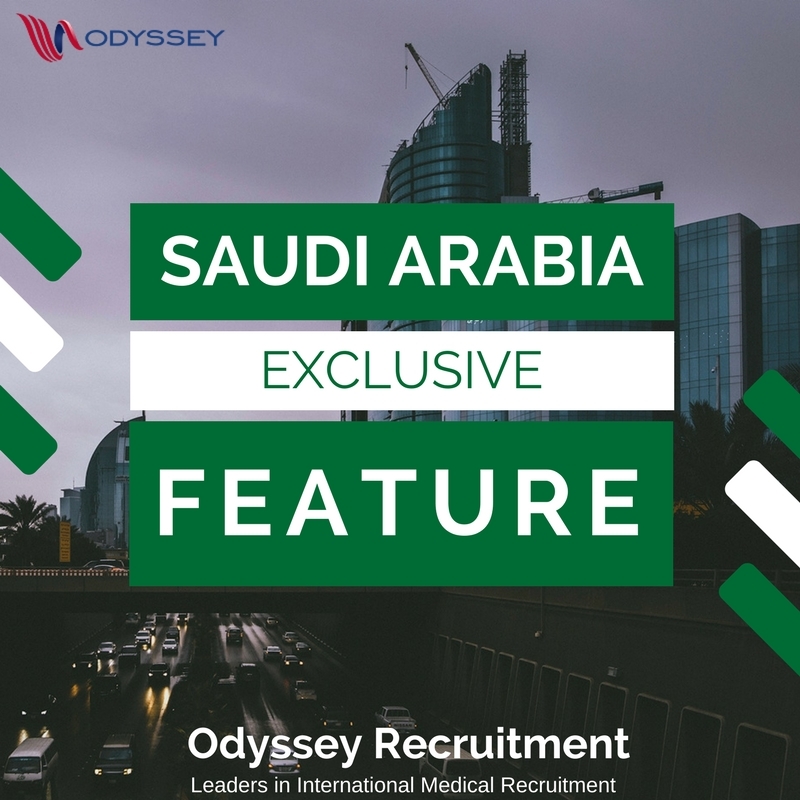 ODYSSEY
SAUDI ARABIA
EXCLUSIVE
FEATURE
Odyssey Recruitment
Leaders in International Medical Recruitment